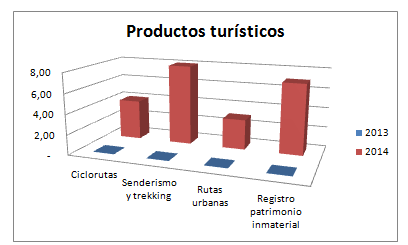 Productos turísticos
8,00
6,00
4,00
2,00
-
Ciclorutas
Senderismo
y trekking
Rutas
urbanas
Registro
patrimonio
inmaterial
2013
2014